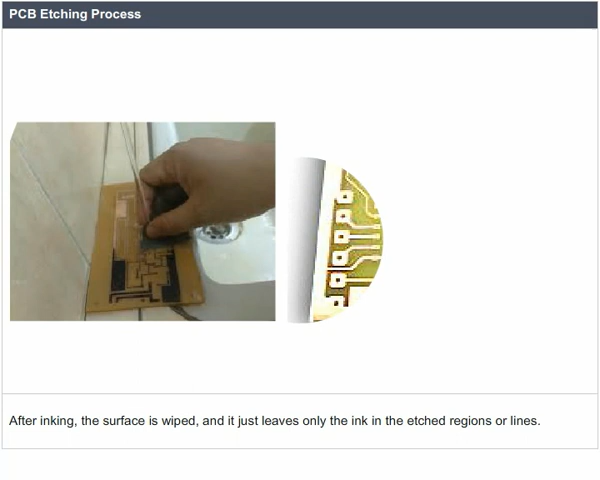 PCB Etching Process
After inking, the surface is wiped, and it just leaves only the ink in the etched regions or lines.